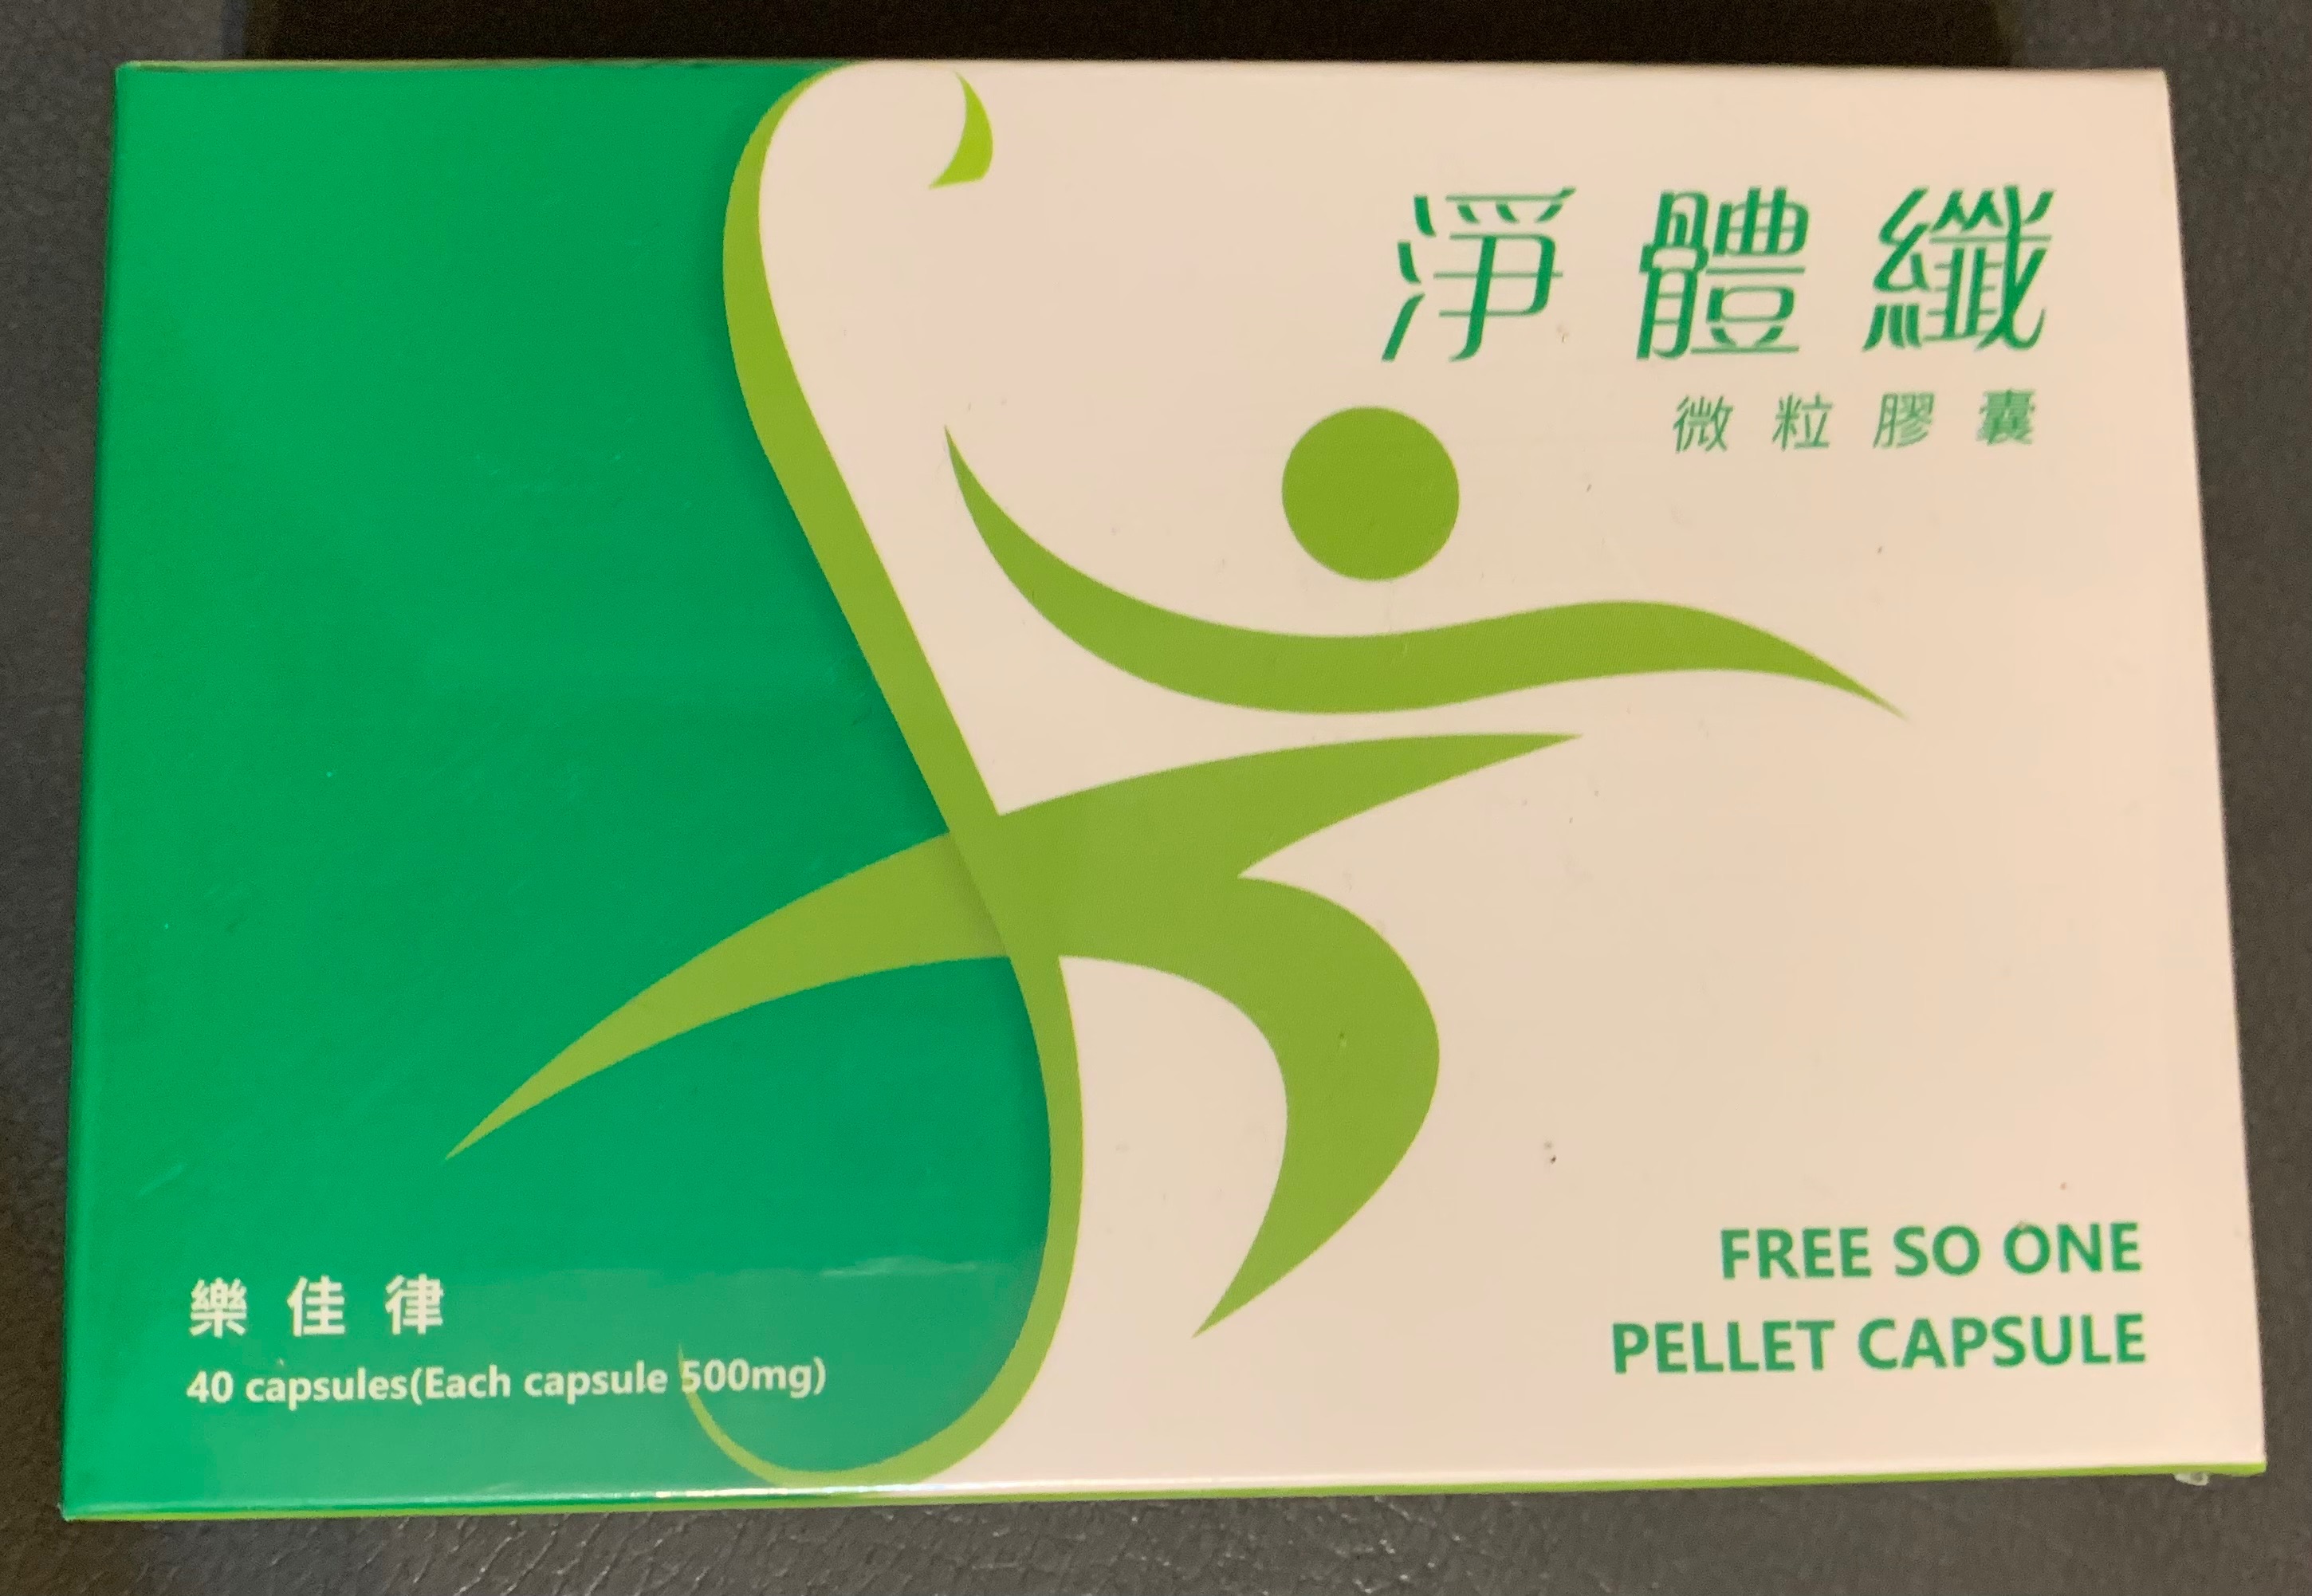 淨體纖
微粒膠囊
樂佳律
40 capsules(Each capsule 500mg)
FREE SO ONE
PELLET CAPSULE